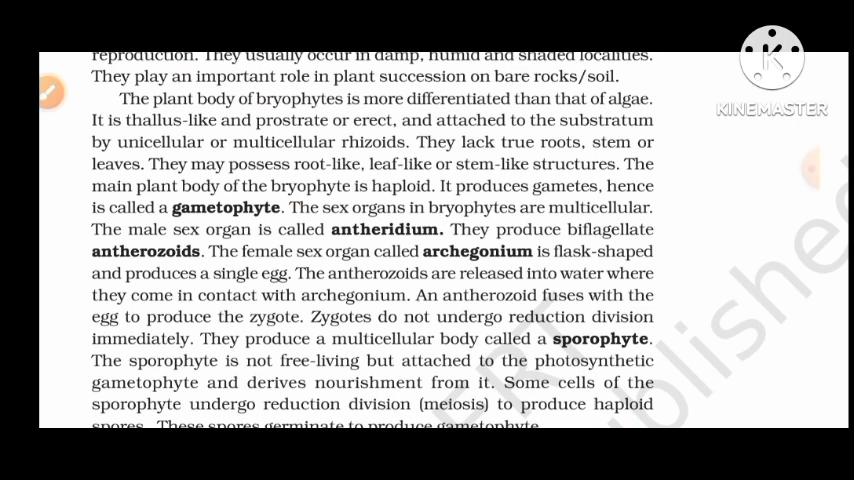 reproduction. They usually occur in damp, humid and shaded localities.
They play an important role in plant succession on bare rocks/soil.
The plant body of bryophytes is more differentiated than that of algae.
It is thallus-like and prostrate or erect, and attached to the substratum
by unicellular or multicellular rhizoids. They lack true roots, stem or
leaves. They may possess root-like, leaf-like or stem-like structures. The
main plant body of the bryophyte is haploid. It produces gametes, hence
is called a gametophyte. The sex organs in bryophytes are multicellular.
The male sex organ is called antheridium. They produce biflagellate
antherozoids. The female sex organ called archegonium is flask-shaped
and produces a single egg. The antherozoids are released into water where
they come in contact with archegonium. An antherozoid fuses with the
egg to produce the zygote. Zygotes do not undergo reduction division
immediately. They produce a multicellular body called a sporophyte.
The sporophyte is not free-living but attached to the photosynthetic
gametophyte and derives nourishment from it. Some cells of the
sporophyte undergo reduction division (meiosis) to produce haploid
spores. These spores germinate to produce gametophyte.
K
KINEMASTER